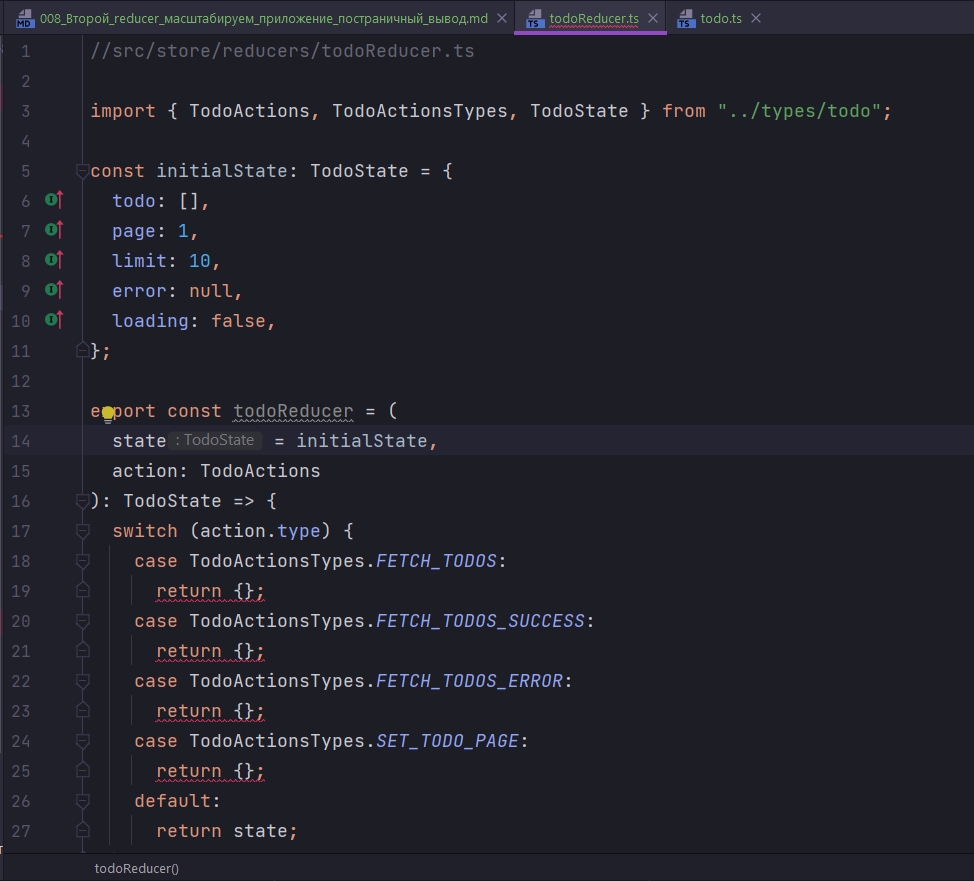 008_Второй_reducer_масштабируем_приложение_постраничный_вывод.md todoReducer.ts todo.ts
1 //src/store/reducers/todoReducer.ts
2
3 import { TodoActions, TodoActionsTypes, TodoState } from "../types/todo";
4
5 const initialState: TodoState = {
6 todo: [],
7 page: 1,
8 limit: 10,
9 error: null,
10 loading: false,
11 };
12
13 export const todoReducer = (
14 state : TodoState = initialState,
15 action: TodoActions
16 ): TodoState => {
17 switch (action.type) {
18 case TodoActionsTypes.FETCH_TODOS:
19 return {};
20 case TodoActionsTypes.FETCH_TODOS_SUCCESS:
21 return {};
22 case TodoActionsTypes.FETCH_TODOS_ERROR:
23 return {};
24 case TodoActionsTypes.SET_TODO_PAGE:
25 return {};
26 default:
27 return state;
todoReducer()